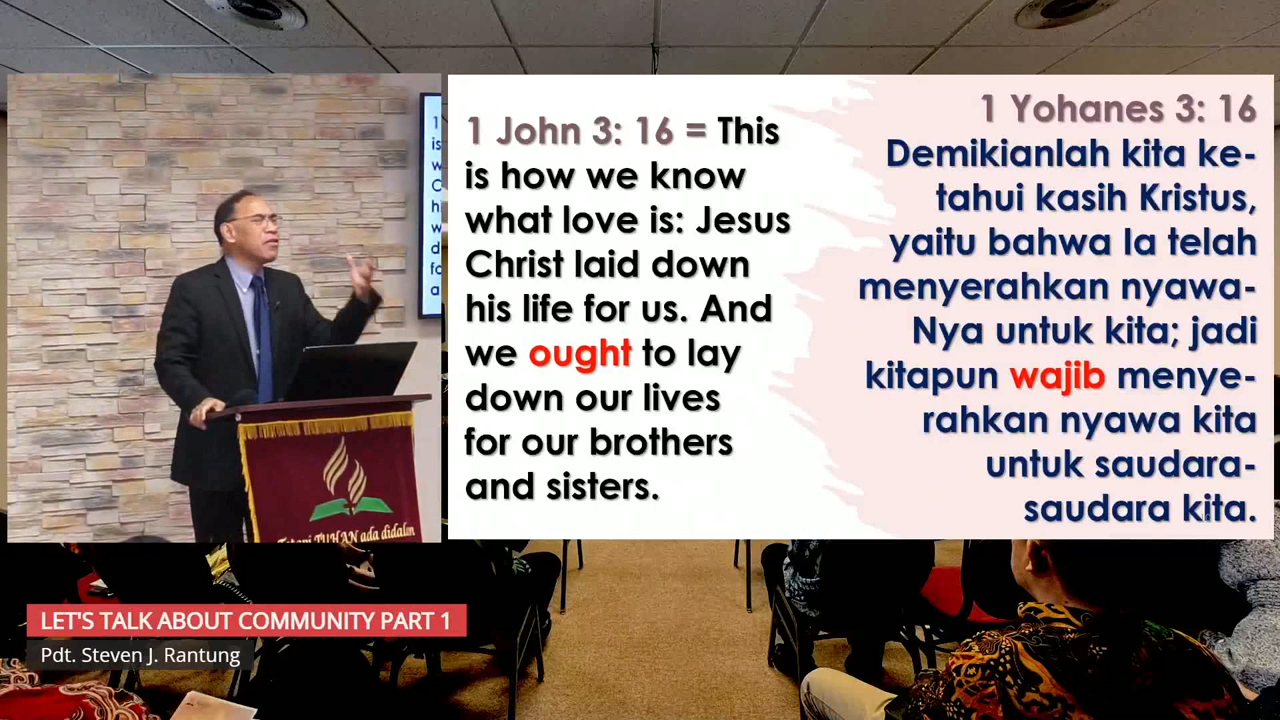 1 John 3: 16 = This
is how we know
what love is: Jesus
Christ laid down
his life for us. And
we ought to lay
down our lives
for our brothers
and sisters.
1 Yohanes 3: 16
Demikianlah kita ke-
tahui kasih Kristus,
yaitu bahwa Ia telah
menyerahkan nyawa-
Nya untuk kita; jadi
kitapun wajib menye-
rahkan nyawa kita
untuk saudara-
saudara kita.
TUHAN ada didalam
LET'S TALK ABOUT COMMUNITY PART 1
Pdt. Steven J. Rantung